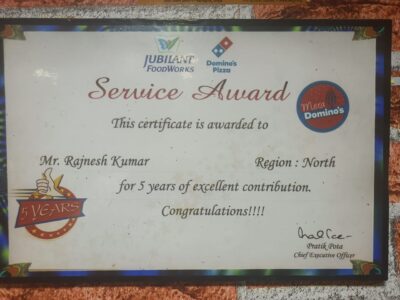 JUBILANT
FOODWORKS
Domino's
Pizza
Service Award
Mera
Domino's
This certificate is awarded to
Mr. Rajnesh Kumar Region : North
for 5 years of excellent contribution.
5 YEARS
Congratulations!!!!
Pratik Pota
Chief Executive Officer